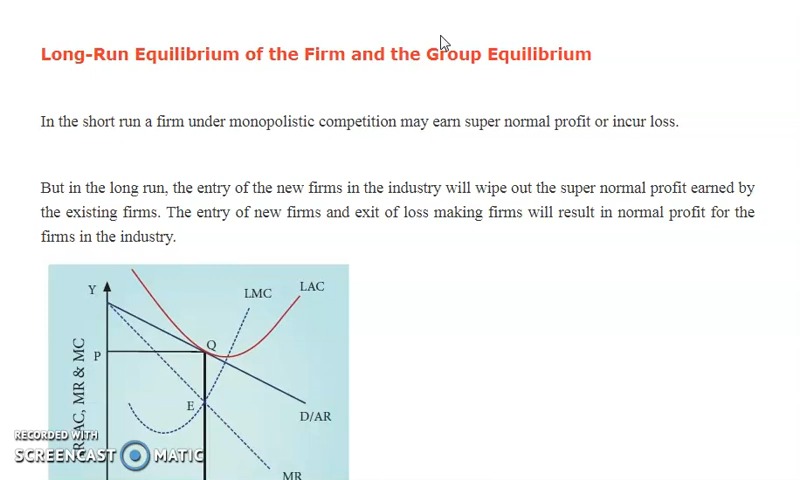 Long-Run Equilibrium of the Firm and the Group Equilibrium
In the short run a firm under monopolistic competition may earn super normal profit or incur loss.
But in the long run, the entry of the new firms in the industry will wipe out the super normal profit earned by
the existing firms. The entry of new firms and exit of loss making firms will result in normal profit for the
firms in the industry.
Y
LMC
LAC
Q
P
AC, MR & MC
E
D/AR
MR
RECORDED WITH
SCREENCAST MATIC